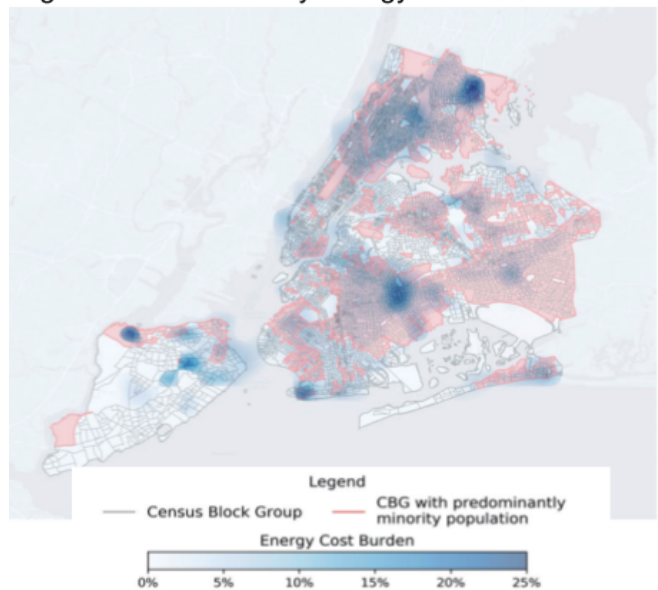 Legend
Census Block Group
CBG with predominantly
minority population
Energy Cost Burden
0% 5% 10% 15% 20% 25%